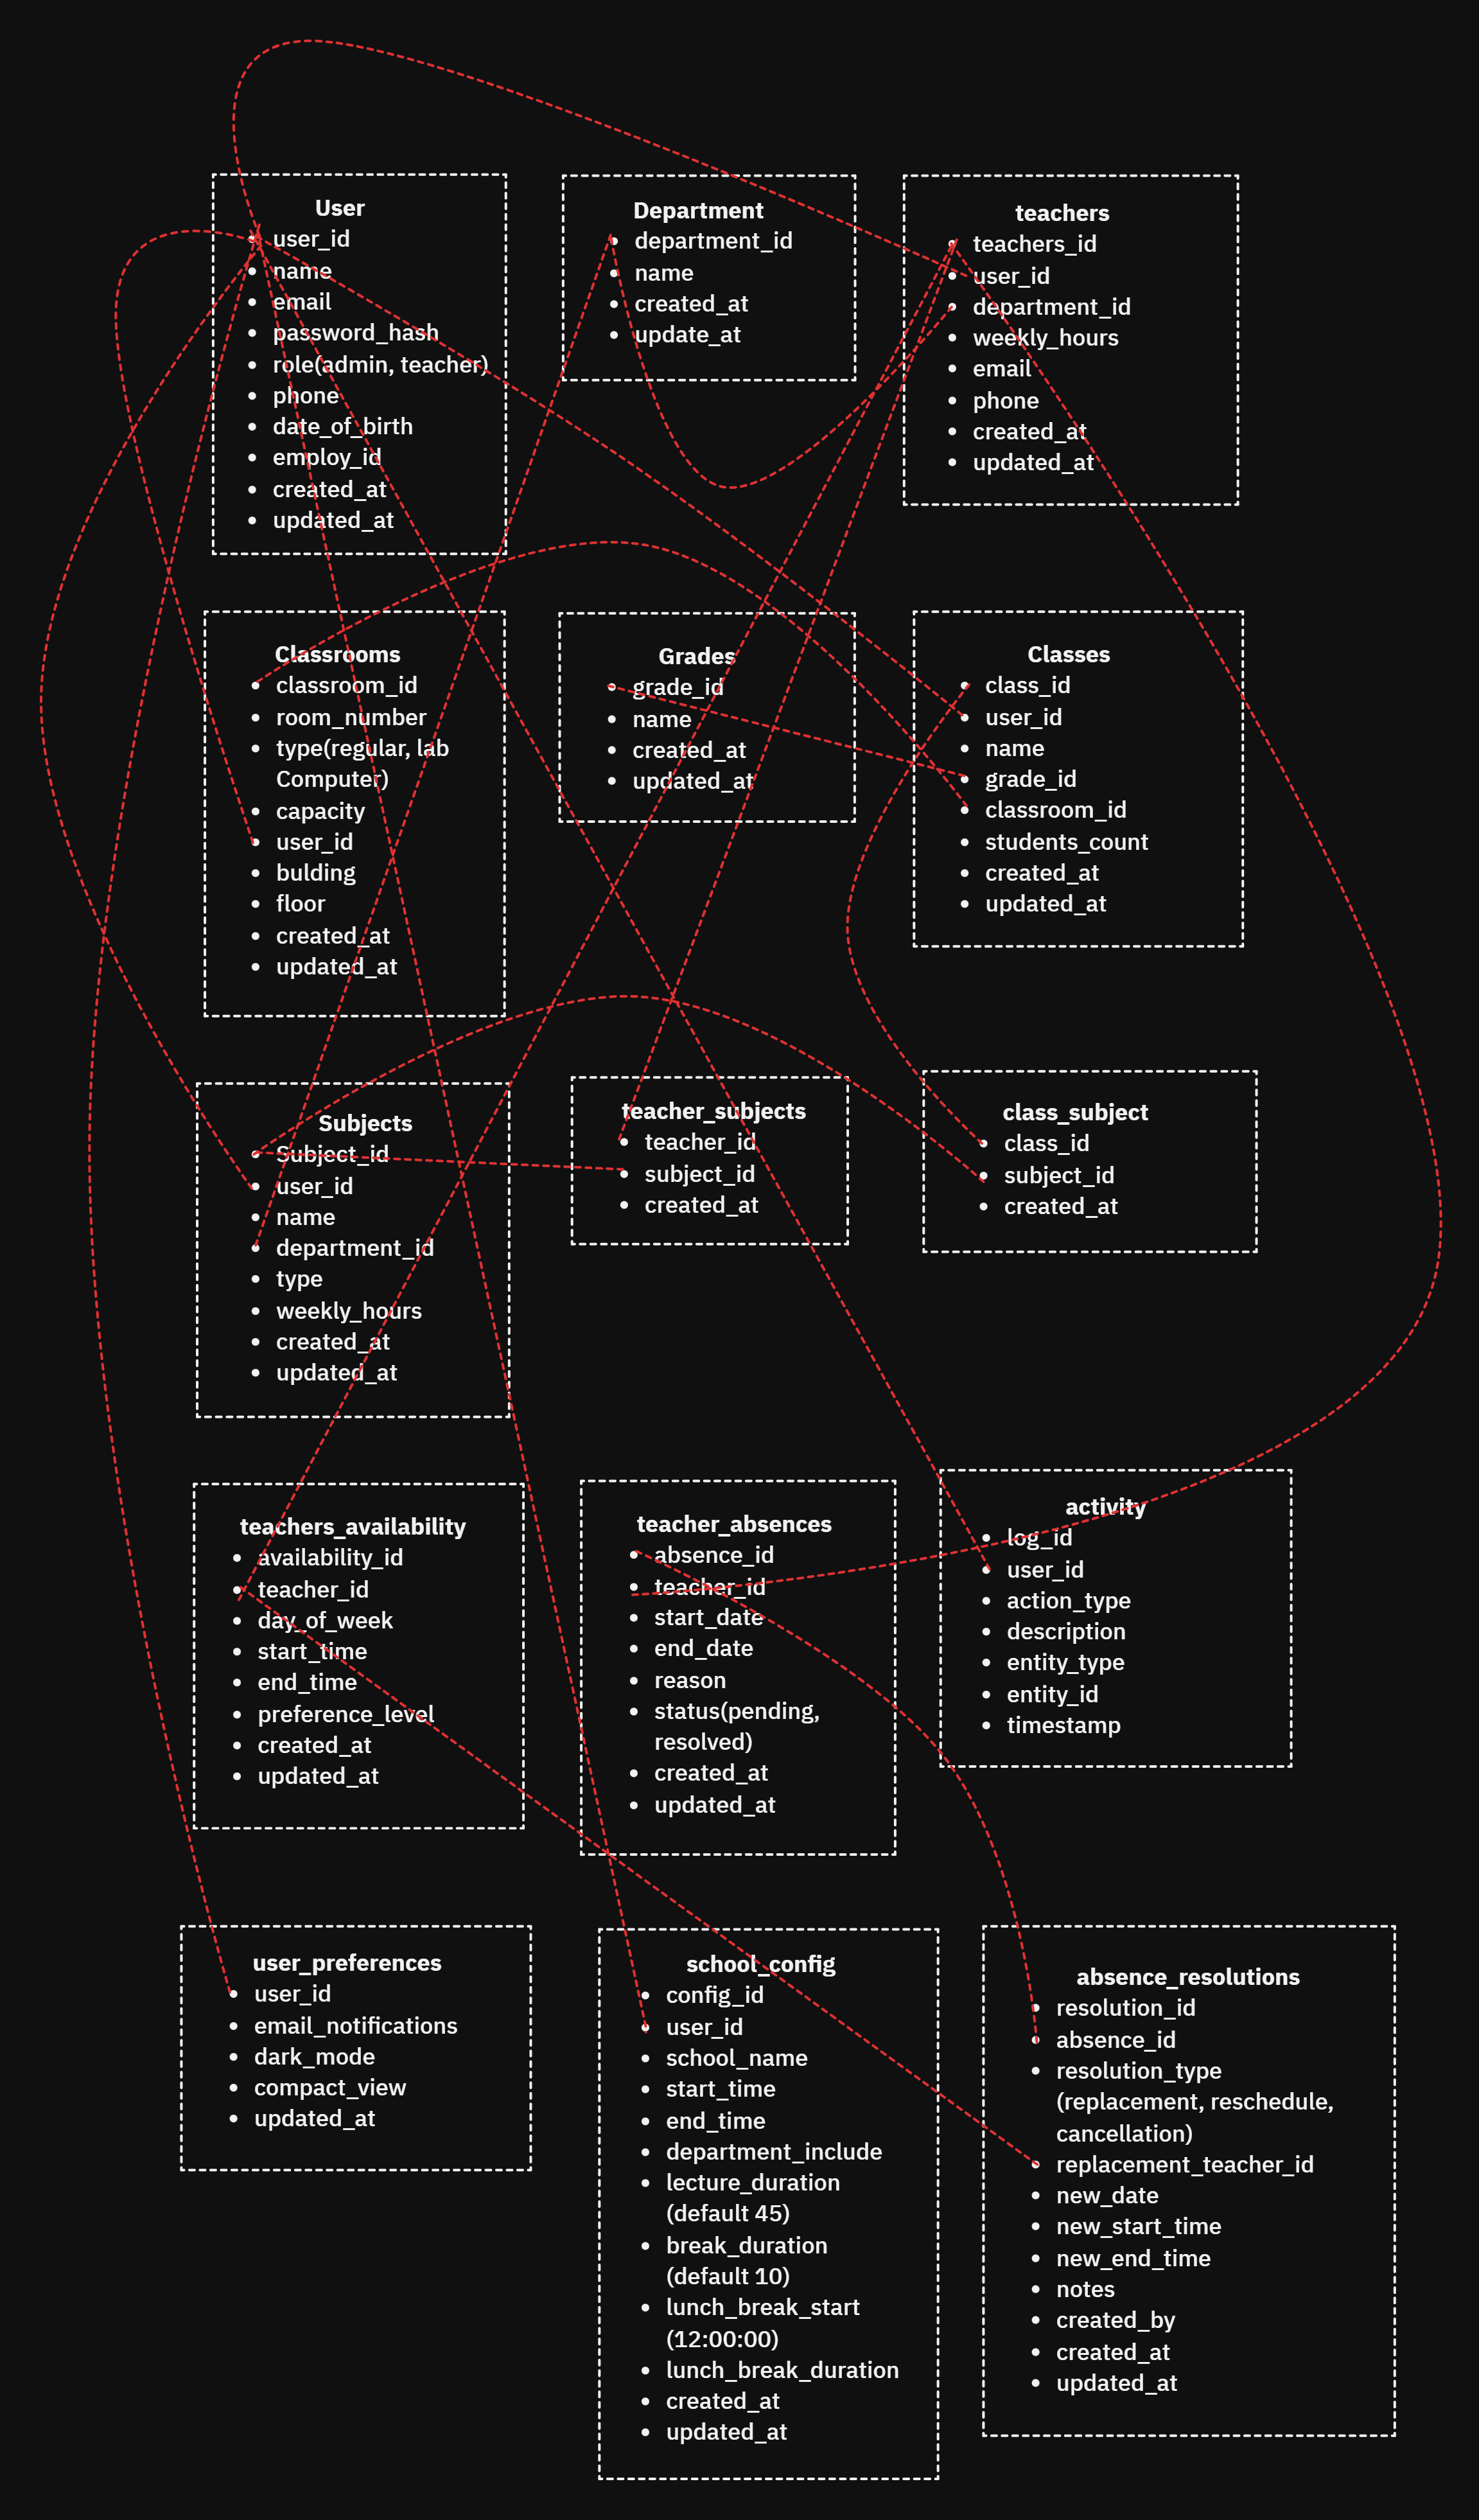 User
user_id
name
email
password_hash
role(admin, teacher)
phone
date_of_birth
employ_id
created_at
updated_at
Department
department_id
name
created_at
update_at
teachers
teachers_id
user_id
department_id
weekly_hours
email
phone
created_at
updated_at
Classrooms
classroom_id
room_number
type(regular, lab
Computer)
capacity
user_id
bulding
floor
created_at
updated_at
Grades
grade_id
name
created_at
updated_at
Classes
class_id
user_id
name
grade_id
classroom_id
students_count
created_at
updated_at
Subjects
Subject_id
user_id
name
department_id
type
weekly_hours
created_at
updated_at
teacher_subjects
teacher_id
subject_id
created_at
class_subject
class_id
subject_id
created_at
teachers_availability
availability_id
teacher_id
day_of_week
start_time
end_time
preference_level
created_at
updated_at
teacher_absences
absence_id
teacher_id
start_date
end_date
reason
status(pending,
resolved)
created_at
updated_at
activity
log_id
user_id
action_type
description
entity_type
entity_id
timestamp
user_preferences
user_id
email_notifications
dark_mode
compact_view
updated_at
school_config
config_id
user_id
school_name
start_time
end_time
department_include
lecture_duration
(default 45)
break_duration
(default 10)
lunch_break_start
(12:00:00)
lunch_break_duration
created_at
updated_at
absence_resolutions
resolution_id
absence_id
resolution_type
(replacement, reschedule,
cancellation)
replacement_teacher_id
new_date
new_start_time
new_end_time
notes
created_by
created_at
updated_at